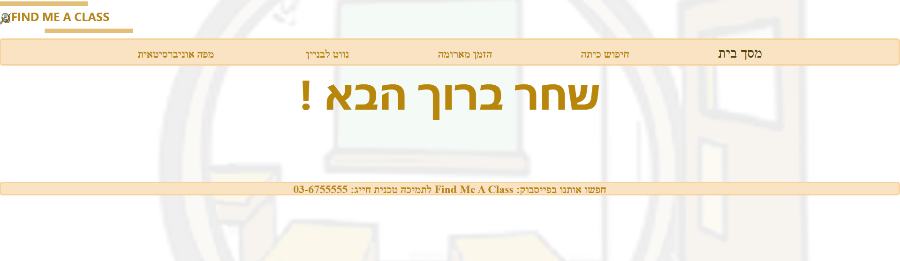 FIND ME A CLASS
מסך בית
חיפוש כיתה
הזמן מארומה
נווט לבניין
מפה אוניברסיטאית
שחר ברוך הבא !
חפשו אותנו בפייסבוק: Find Me A Class לתמיכה טכנית חייג: 03-6755555